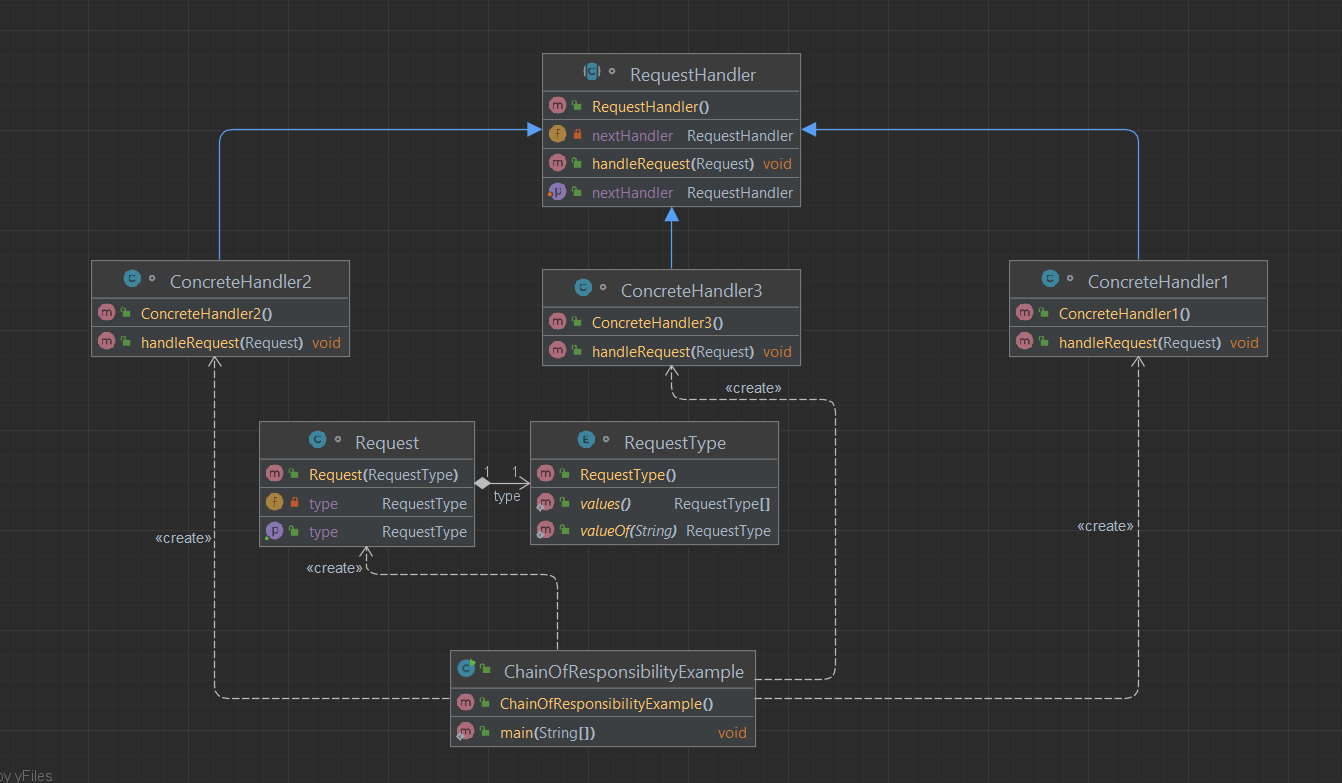 RequestHandler
RequestHandler()
nextHandler RequestHandler
handleRequest(Request) void
nextHandler RequestHandler
ConcreteHandler2
ConcreteHandler2()
handleRequest(Request) void
ConcreteHandler3
ConcreteHandler3()
handleRequest(Request) void
ConcreteHandler1
ConcreteHandler1()
handleRequest(Request) void
«create»
Request
Request(RequestType)
type RequestType
type RequestType
1 1
type
RequestType
RequestType()
values() RequestType[]
valueOf(String) RequestType
«create»
«create»
«create»
ChainOfResponsibilityExample
ChainOfResponsibilityExample()
main(String[]) void
by yFiles